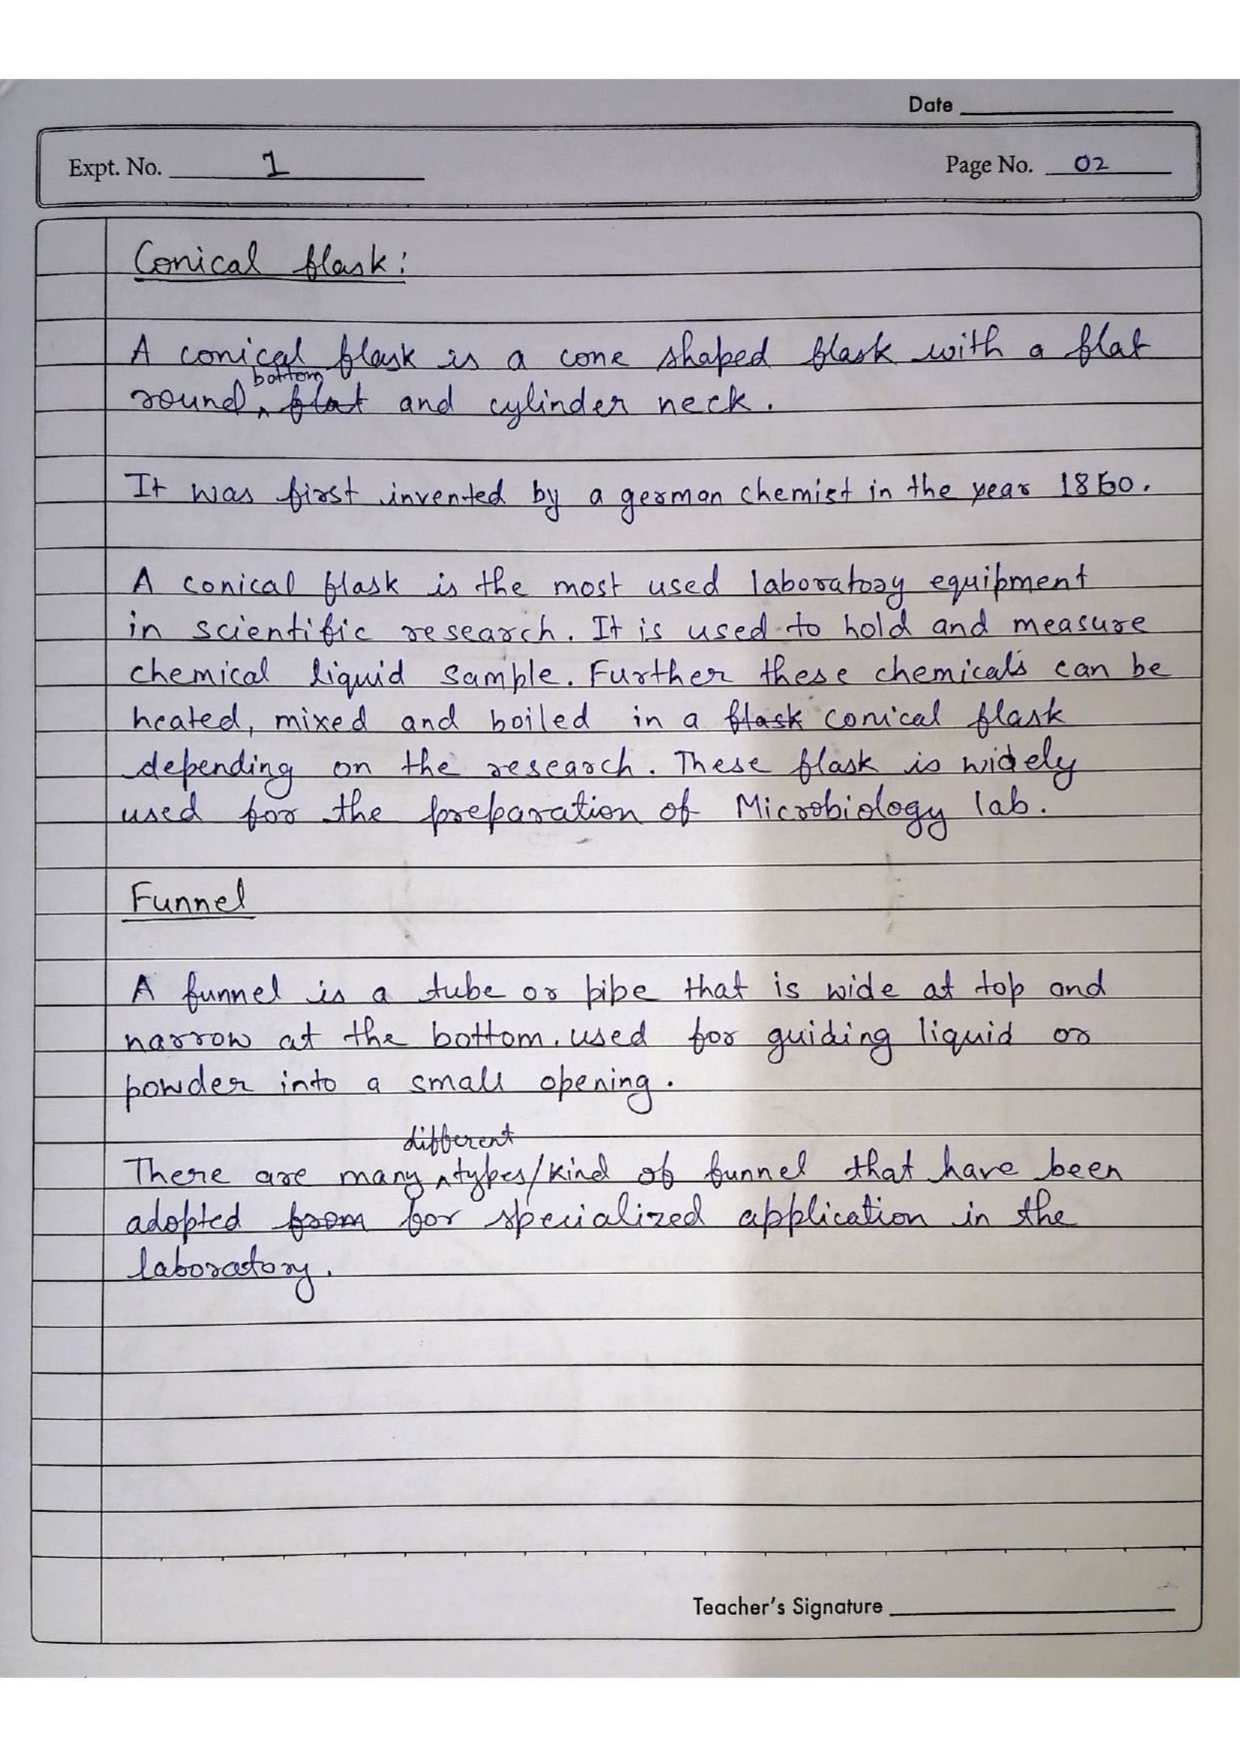 Date
Expt. No. 1 Page No. 02
Conical flask:
A conical flask is a cone shaped flask with a flat
bottom
round flat and cylinder neck.
It was first invented by a german chemist in the year 1860.
A conical flask is the most used laboratory equipment
in scientific research. It is used to hold and measure
chemical liquid sample. Further these chemicals can be
heated, mixed and boiled in a flask conical flask
depending on the research. These flask is widely
used for the preparation of Microbiology lab.
Funnel
A funnel is a tube or pipe that is wide at top and
narrow at the bottom, used for guiding liquid or
powder into a small opening.
different
There are many types/kind of funnel that have been
adopted from for specialized application in the
laboratory.
Teacher's Signature